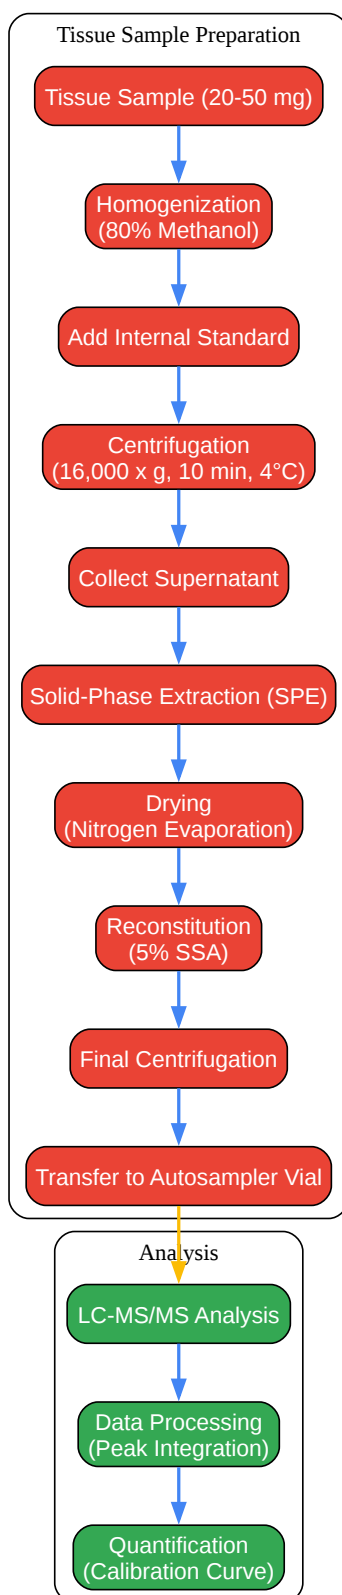 Tissue Sample Preparation
Tissue Sample (20-50 mg)
Homogenization
(80% Methanol)
Add Internal Standard
Centrifugation
(16,000 x g, 10 min, 4°C)
Collect Supernatant
Solid-Phase Extraction (SPE)
Drying
(Nitrogen Evaporation)
Reconstitution
(5% SSA)
Final Centrifugation
Transfer to Autosampler Vial
Analysis
LC-MS/MS Analysis
Data Processing
(Peak Integration)
Quantification
(Calibration Curve)